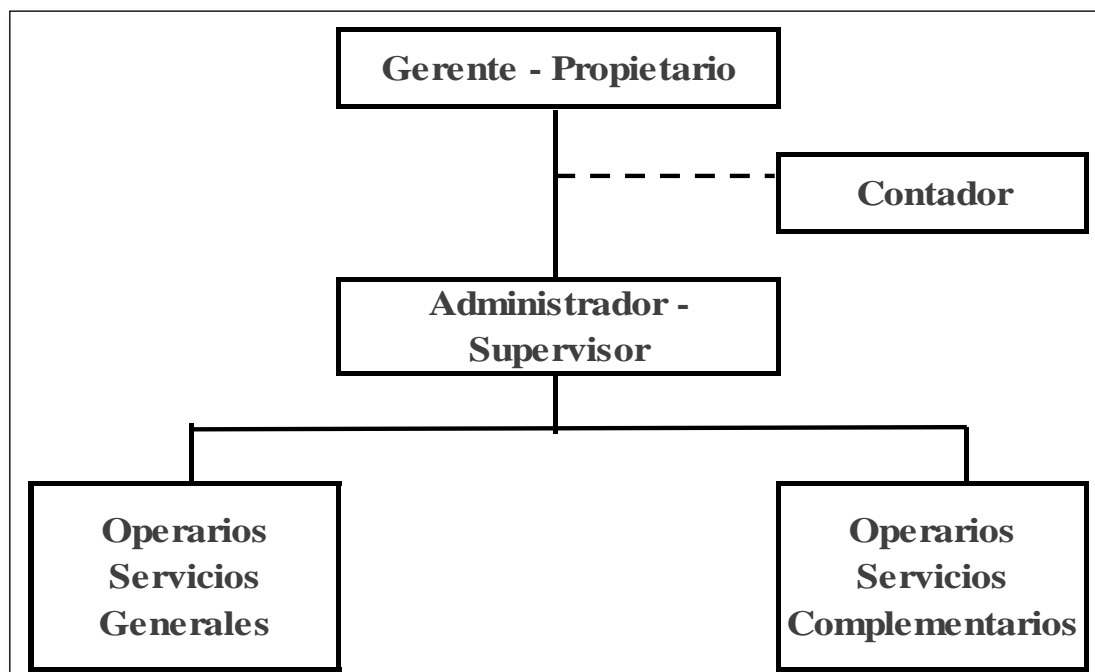 Gerente - Propietario
Contador
Administrador -
Supervisor
Operarios
Servicios
Generales
Operarios
Servicios
Complementarios